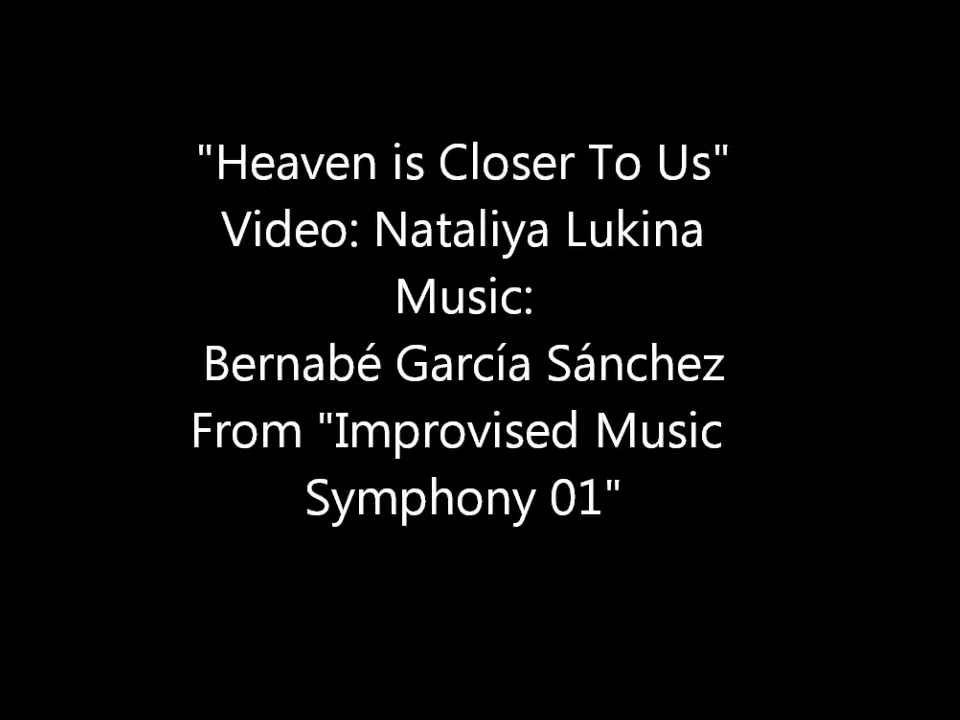 "Heaven is Closer To Us"
Video: Nataliya Lukina
Music:
Bernabé García Sánchez
From "Improvised Music
Symphony 01"